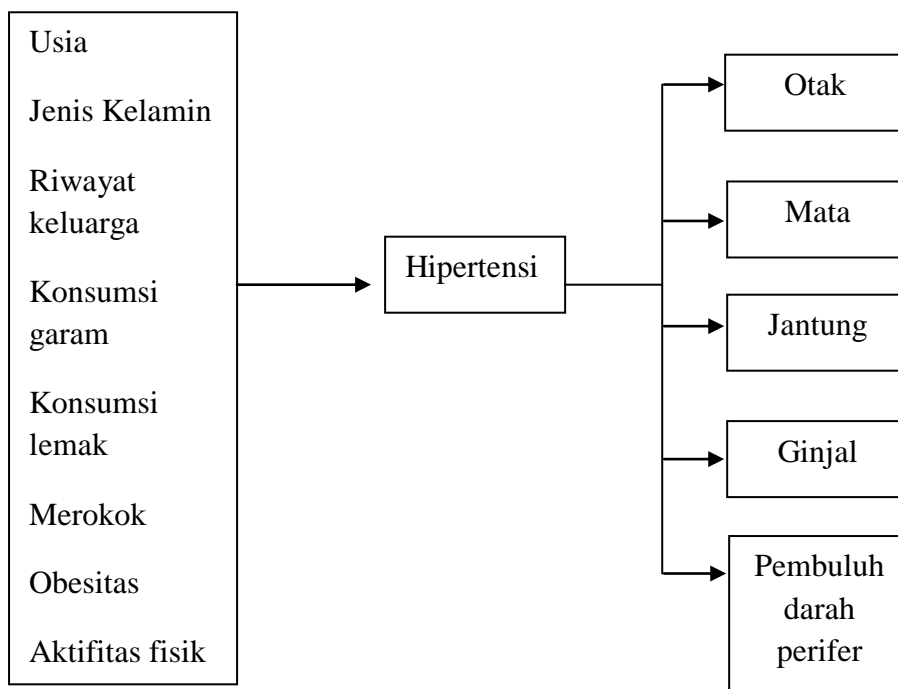 Usia
Jenis Kelamin
Riwayat
keluarga
Konsumsi
garam
Konsumsi
lemak
Merokok
Obesitas
Aktifitas fisik
Hipertensi
Otak
Mata
Jantung
Ginjal
Pembuluh
darah
perifer